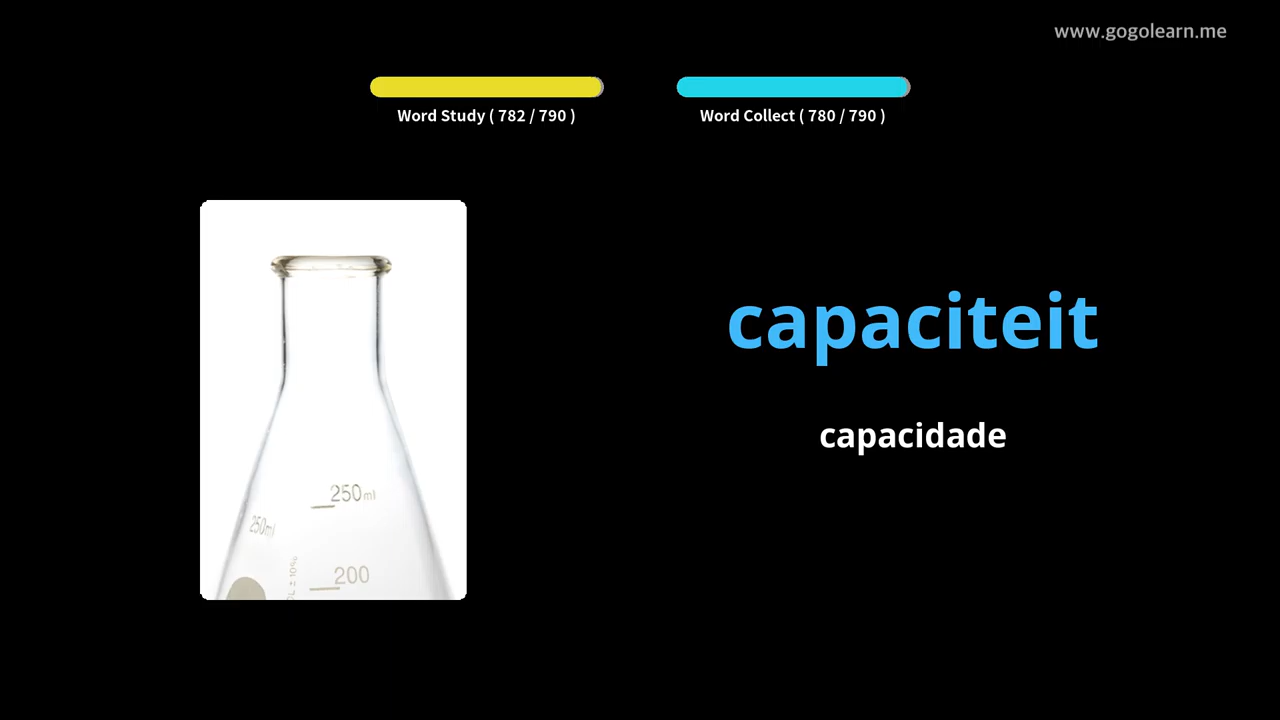 www.gogolearn.me
Word Study ( 782 / 790 )
Word Collect ( 780 / 790 )
capaciteit
capacidade
250ml
250ml
200